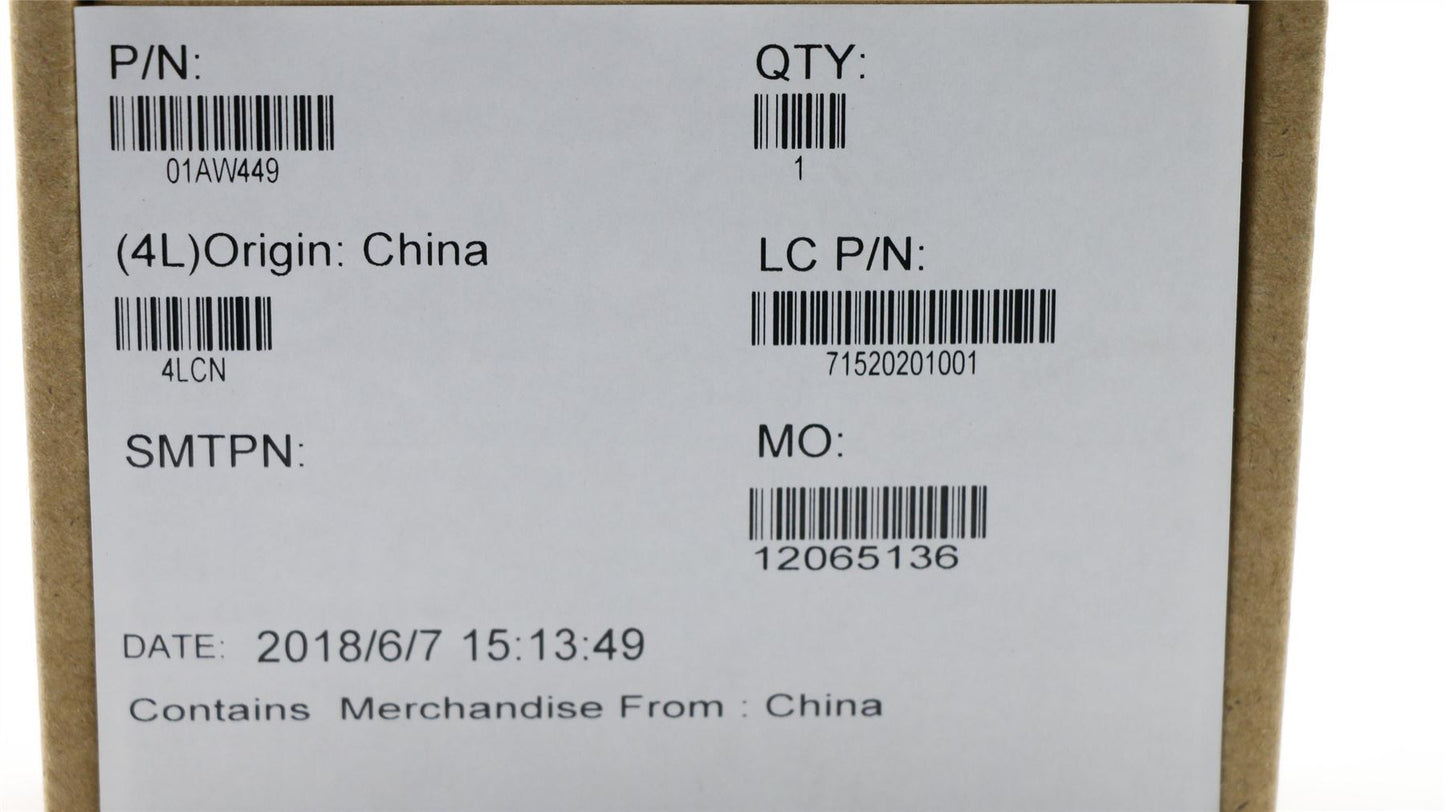 P/N:
QTY:
01AW449
1
(4L)Origin: China
LC P/N:
4LCN
71520201001
SMTPN:
MO:
12065136
DATE: 2018/6/7 15:13:49
Contains Merchandise From : China